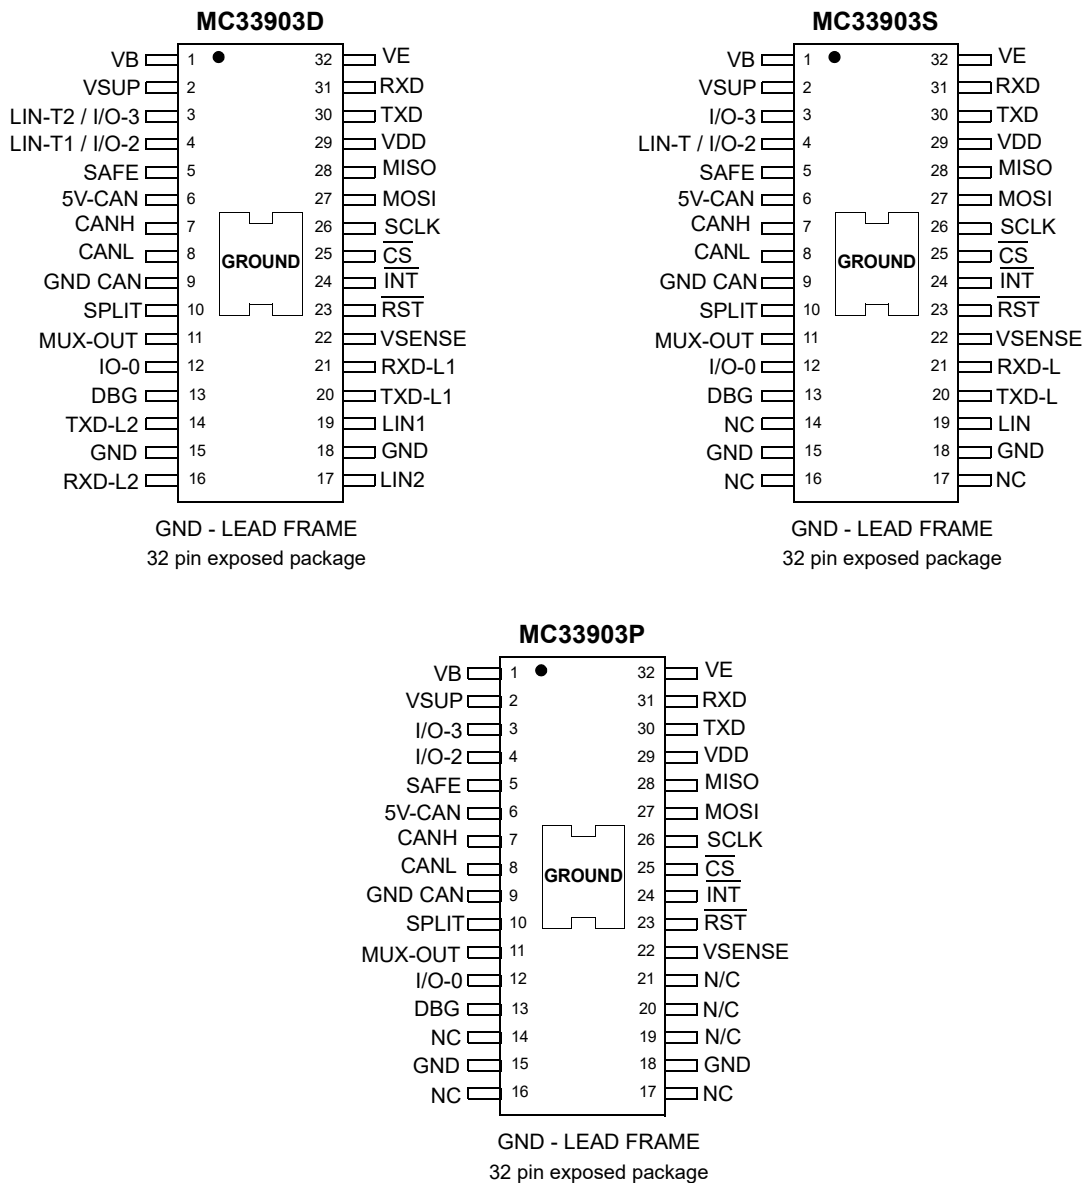 MC33903D
VB 1 32 VE
VSUP 2 31 RXD
LIN-T2 / I/O-3 3 30 TXD
LIN-T1 / I/O-2 4 29 VDD
SAFE 5 28 MISO
5V-CAN 6 27 MOSI
CANH 7 26 SCLK
CANL 8 25 CS
GROUND
GND CAN 9 24 INT
SPLIT 10 23 RST
MUX-OUT 11 22 VSENSE
IO-0 12 21 RXD-L1
DBG 13 20 TXD-L1
TXD-L2 14 19 LIN1
GND 15 18 GND
RXD-L2 16 17 LIN2
GND - LEAD FRAME
32 pin exposed package
MC33903S
VB 1 32 VE
VSUP 2 31 RXD
I/O-3 3 30 TXD
LIN-T / I/O-2 4 29 VDD
SAFE 5 28 MISO
5V-CAN 6 27 MOSI
CANH 7 26 SCLK
CANL 8 25 CS
GROUND
GND CAN 9 24 INT
SPLIT 10 23 RST
MUX-OUT 11 22 VSENSE
I/O-0 12 21 RXD-L
DBG 13 20 TXD-L
NC 14 19 LIN
GND 15 18 GND
NC 16 17 NC
GND - LEAD FRAME
32 pin exposed package
MC33903P
VB 1 32 VE
VSUP 2 31 RXD
I/O-3 3 30 TXD
I/O-2 4 29 VDD
SAFE 5 28 MISO
5V-CAN 6 27 MOSI
CANH 7 26 SCLK
CANL 8 25 CS
GROUND
GND CAN 9 24 INT
SPLIT 10 23 RST
MUX-OUT 11 22 VSENSE
I/O-0 12 21 N/C
DBG 13 20 N/C
NC 14 19 N/C
GND 15 18 GND
NC 16 17 NC
GND - LEAD FRAME
32 pin exposed package